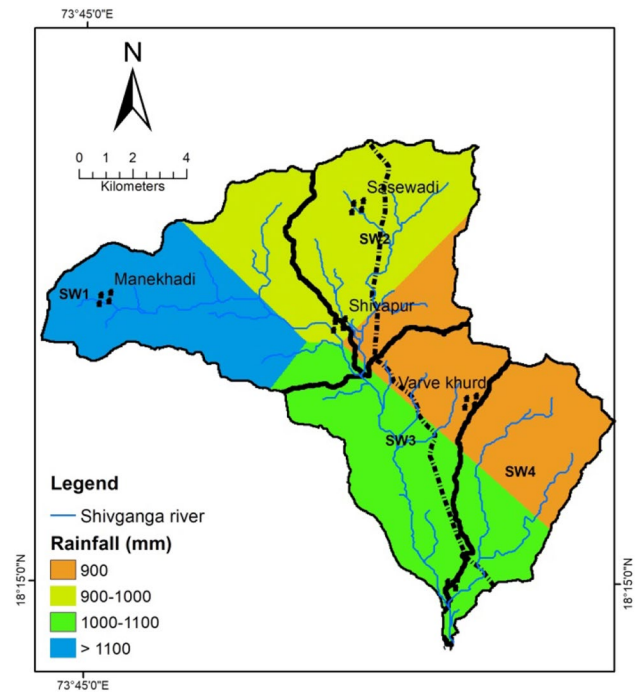 73°45'0"E
N
0 1 2 4
Kilometers
Sasewadi
SW2
Manekhadi
SW1
Shivapur
Varve khurd
SW3
SW4
Legend
Shivganga river
Rainfall (mm)
900
900-1000
1000-1100
> 1100
18°15'0"N
18°15'0"N
73°45'0"E